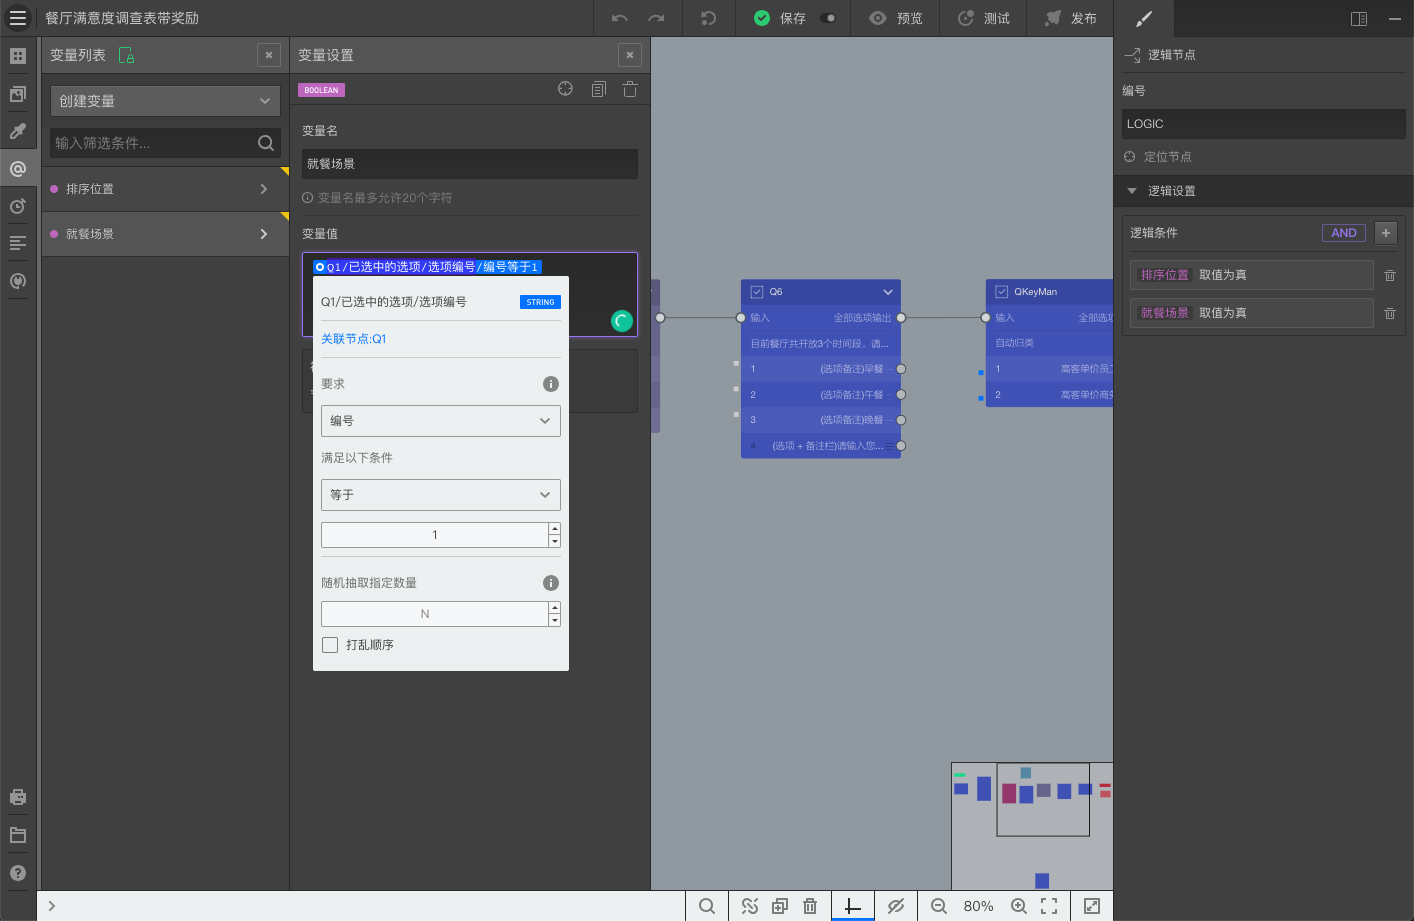 餐厅满意度调查表带奖励
保存
预览
测试
发布
变量列表
变量设置
逻辑节点
创建变量
BOOLEAN
编号
输入筛选条件...
变量名
LOGIC
就餐场景
定位节点
排序位置
变量名最多允许20个字符
逻辑设置
就餐场景
变量值
逻辑条件
AND
Q1/已选中的选项/选项编号/编号等于1
排序位置 取值为真
就餐场景 取值为真
Q1/已选中的选项/选项编号
STRING
关联节点:Q1
要求
编号
满足以下条件
等于
1
随机抽取指定数量
N
打乱顺序
Q6
输入
全部选项输出
目前餐厅共开放3个时间段，请...
1
(选项备注)早餐
2
(选项备注)午餐
3
(选项备注)晚餐
4
(选项 + 备注栏)请输入您...
QKeyMan
输入
全部选项
自动归类
1
高客单价员工
2
高客单价商务
80%